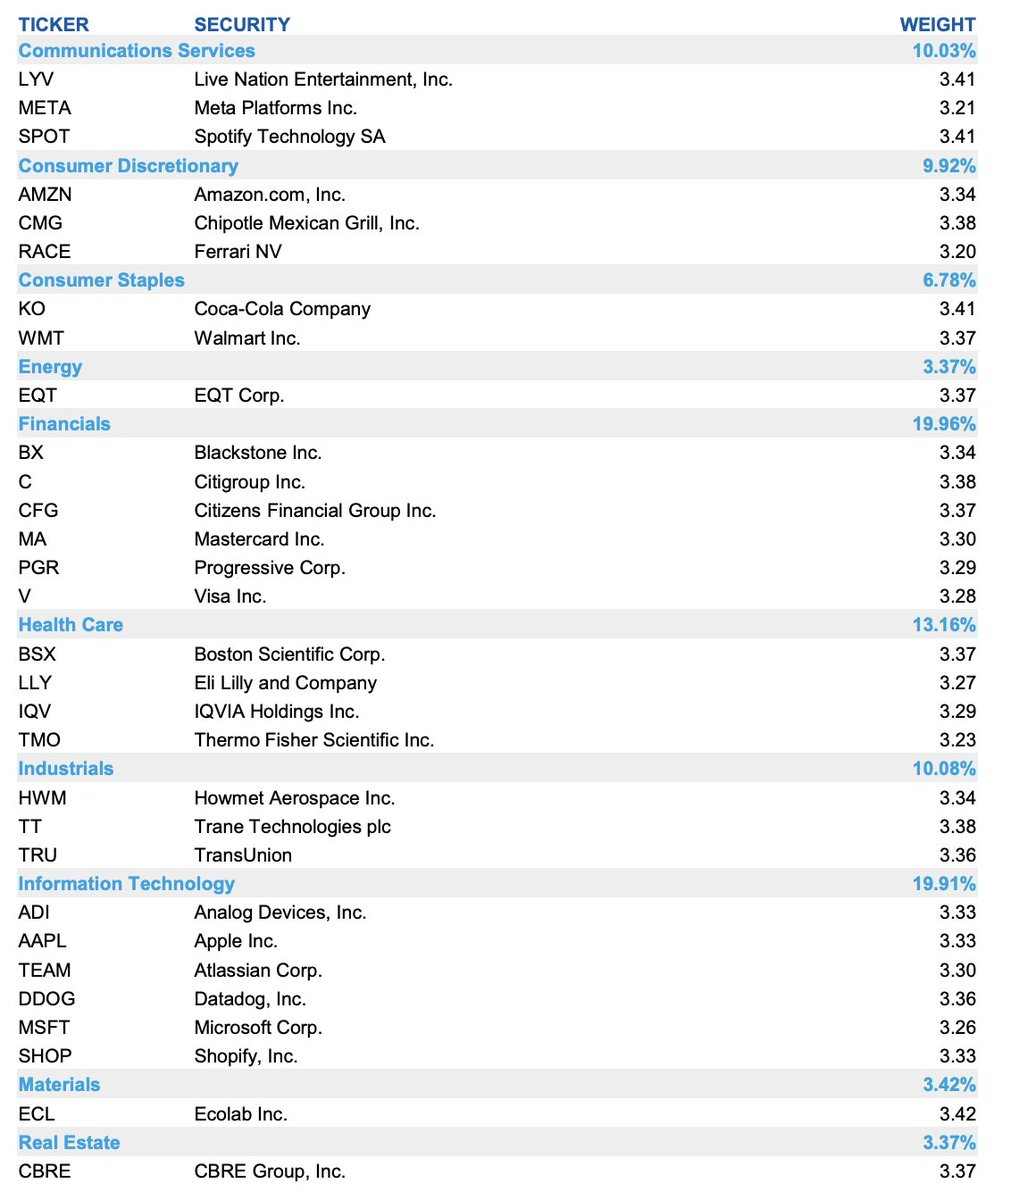 TICKER SECURITY WEIGHT
Communications Services 10.03%
LYV Live Nation Entertainment, Inc. 3.41
META Meta Platforms Inc. 3.21
SPOT Spotify Technology SA 3.41
Consumer Discretionary 9.92%
AMZN Amazon.com, Inc. 3.34
CMG Chipotle Mexican Grill, Inc. 3.38
RACE Ferrari NV 3.20
Consumer Staples 6.78%
KO Coca-Cola Company 3.41
WMT Walmart Inc. 3.37
Energy 3.37%
EQT EQT Corp. 3.37
Financials 19.96%
BX Blackstone Inc. 3.34
C Citigroup Inc. 3.38
CFG Citizens Financial Group Inc. 3.37
MA Mastercard Inc. 3.30
PGR Progressive Corp. 3.29
V Visa Inc. 3.28
Health Care 13.16%
BSX Boston Scientific Corp. 3.37
LLY Eli Lilly and Company 3.27
IQV IQVIA Holdings Inc. 3.29
TMO Thermo Fisher Scientific Inc. 3.23
Industrials 10.08%
HWM Howmet Aerospace Inc. 3.34
TT Trane Technologies plc 3.38
TRU TransUnion 3.36
Information Technology 19.91%
ADI Analog Devices, Inc. 3.33
AAPL Apple Inc. 3.33
TEAM Atlassian Corp. 3.30
DDOG Datadog, Inc. 3.36
MSFT Microsoft Corp. 3.26
SHOP Shopify, Inc. 3.33
Materials 3.42%
ECL Ecolab Inc. 3.42
Real Estate 3.37%
CBRE CBRE Group, Inc. 3.37